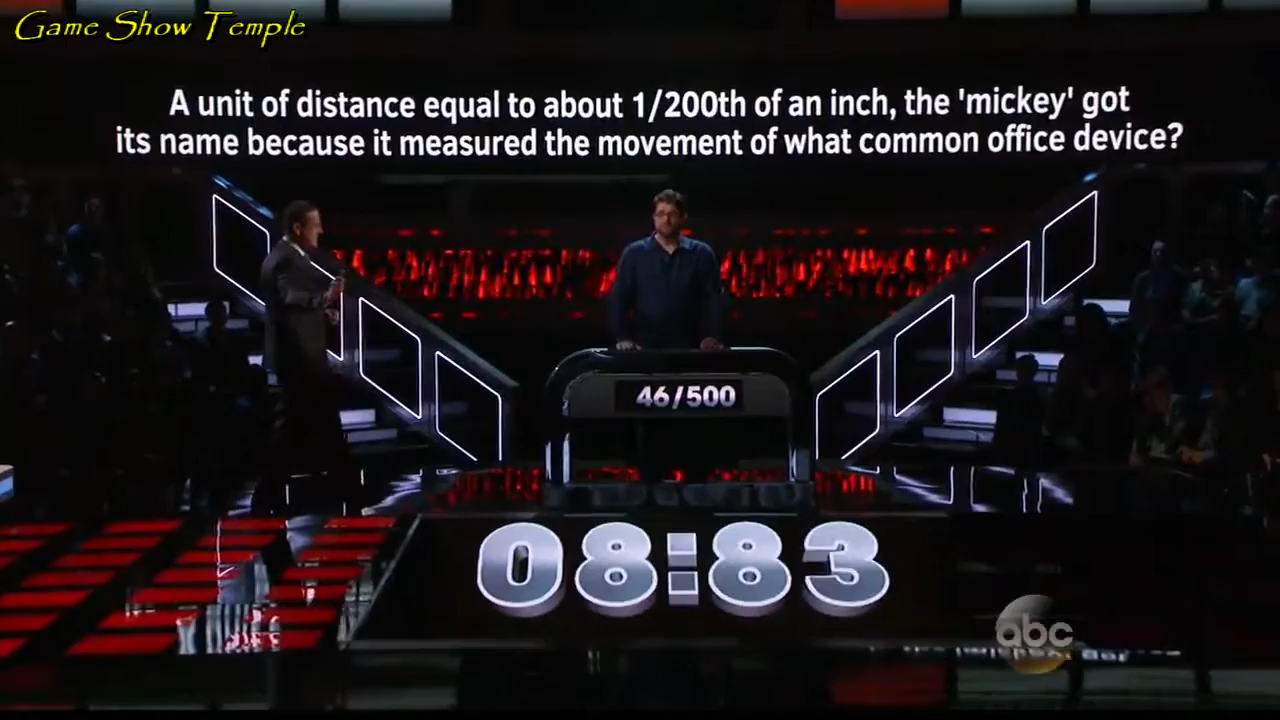 Game Show Temple
A unit of distance equal to about 1/200th of an inch, the 'mickey' got
its name because it measured the movement of what common office device?
46/500
08:83
abc